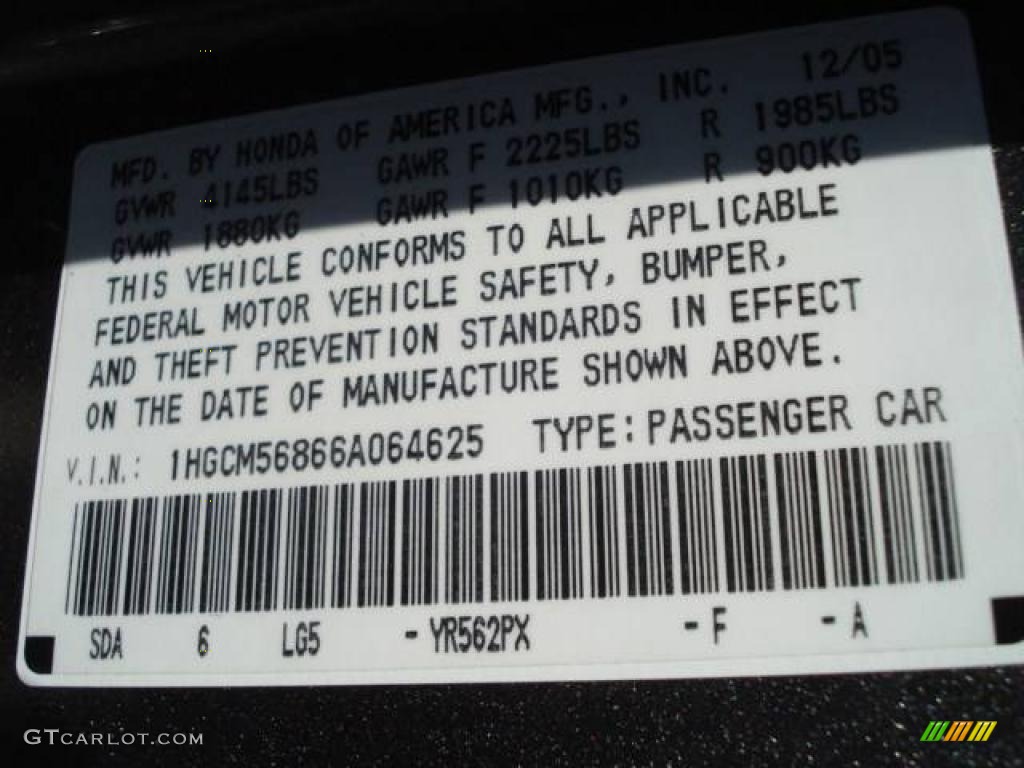 MFD. BY HONDA OF AMERICA MFG., INC. 12/05
GVWR 4145LBS GAWR F 2225LBS R 1985LBS
GVWR 1880KG GAWR F 1010KG R 900KG
THIS VEHICLE CONFORMS TO ALL APPLICABLE
FEDERAL MOTOR VEHICLE SAFETY, BUMPER,
AND THEFT PREVENTION STANDARDS IN EFFECT
ON THE DATE OF MANUFACTURE SHOWN ABOVE.
V.I.N.: 1HGCM56866A064625 TYPE:PASSENGER CAR
SDA 6 LG5 -YR562PX -F -A
GTCARLOT.COM